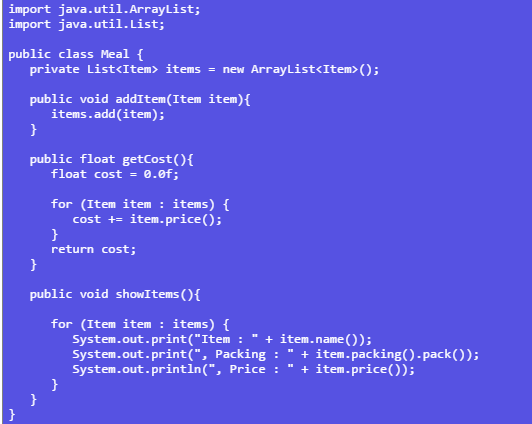 import java.util.ArrayList;
import java.util.List;

public class Meal {
   private List<Item> items = new ArrayList<Item>();

   public void addItem(Item item){
      items.add(item);
   }

   public float getCost(){
      float cost = 0.0f;

      for (Item item : items) {
         cost += item.price();
      }
      return cost;
   }

   public void showItems(){

      for (Item item : items) {
         System.out.print("Item : " + item.name());
         System.out.print(", Packing : " + item.packing().pack());
         System.out.println(", Price : " + item.price());
      }
   }
}